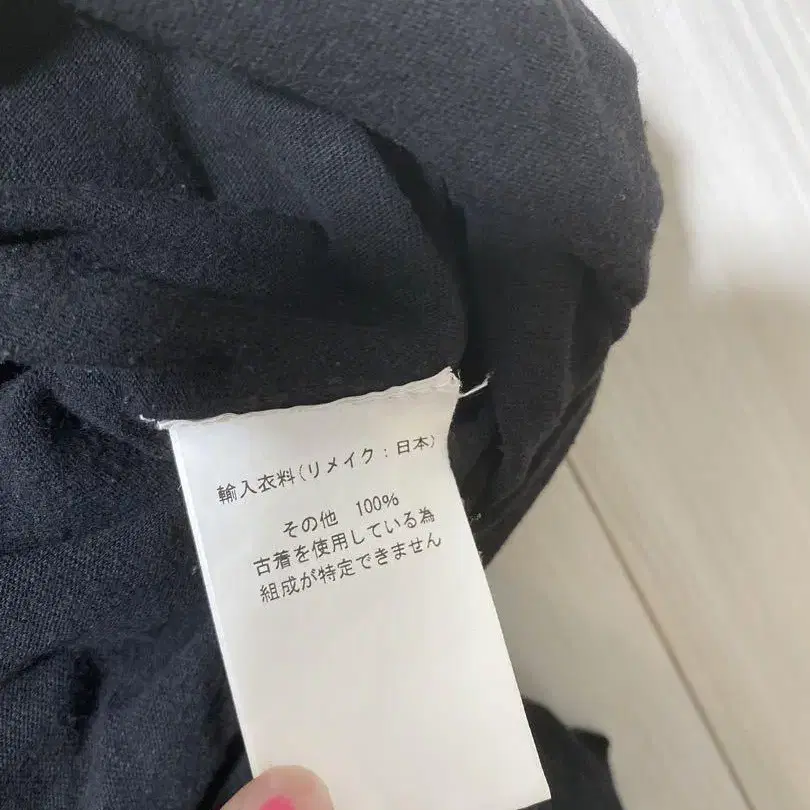 輸入衣料(リメイク：日本)
その他 100%
古着を使用している為
組成が特定できません